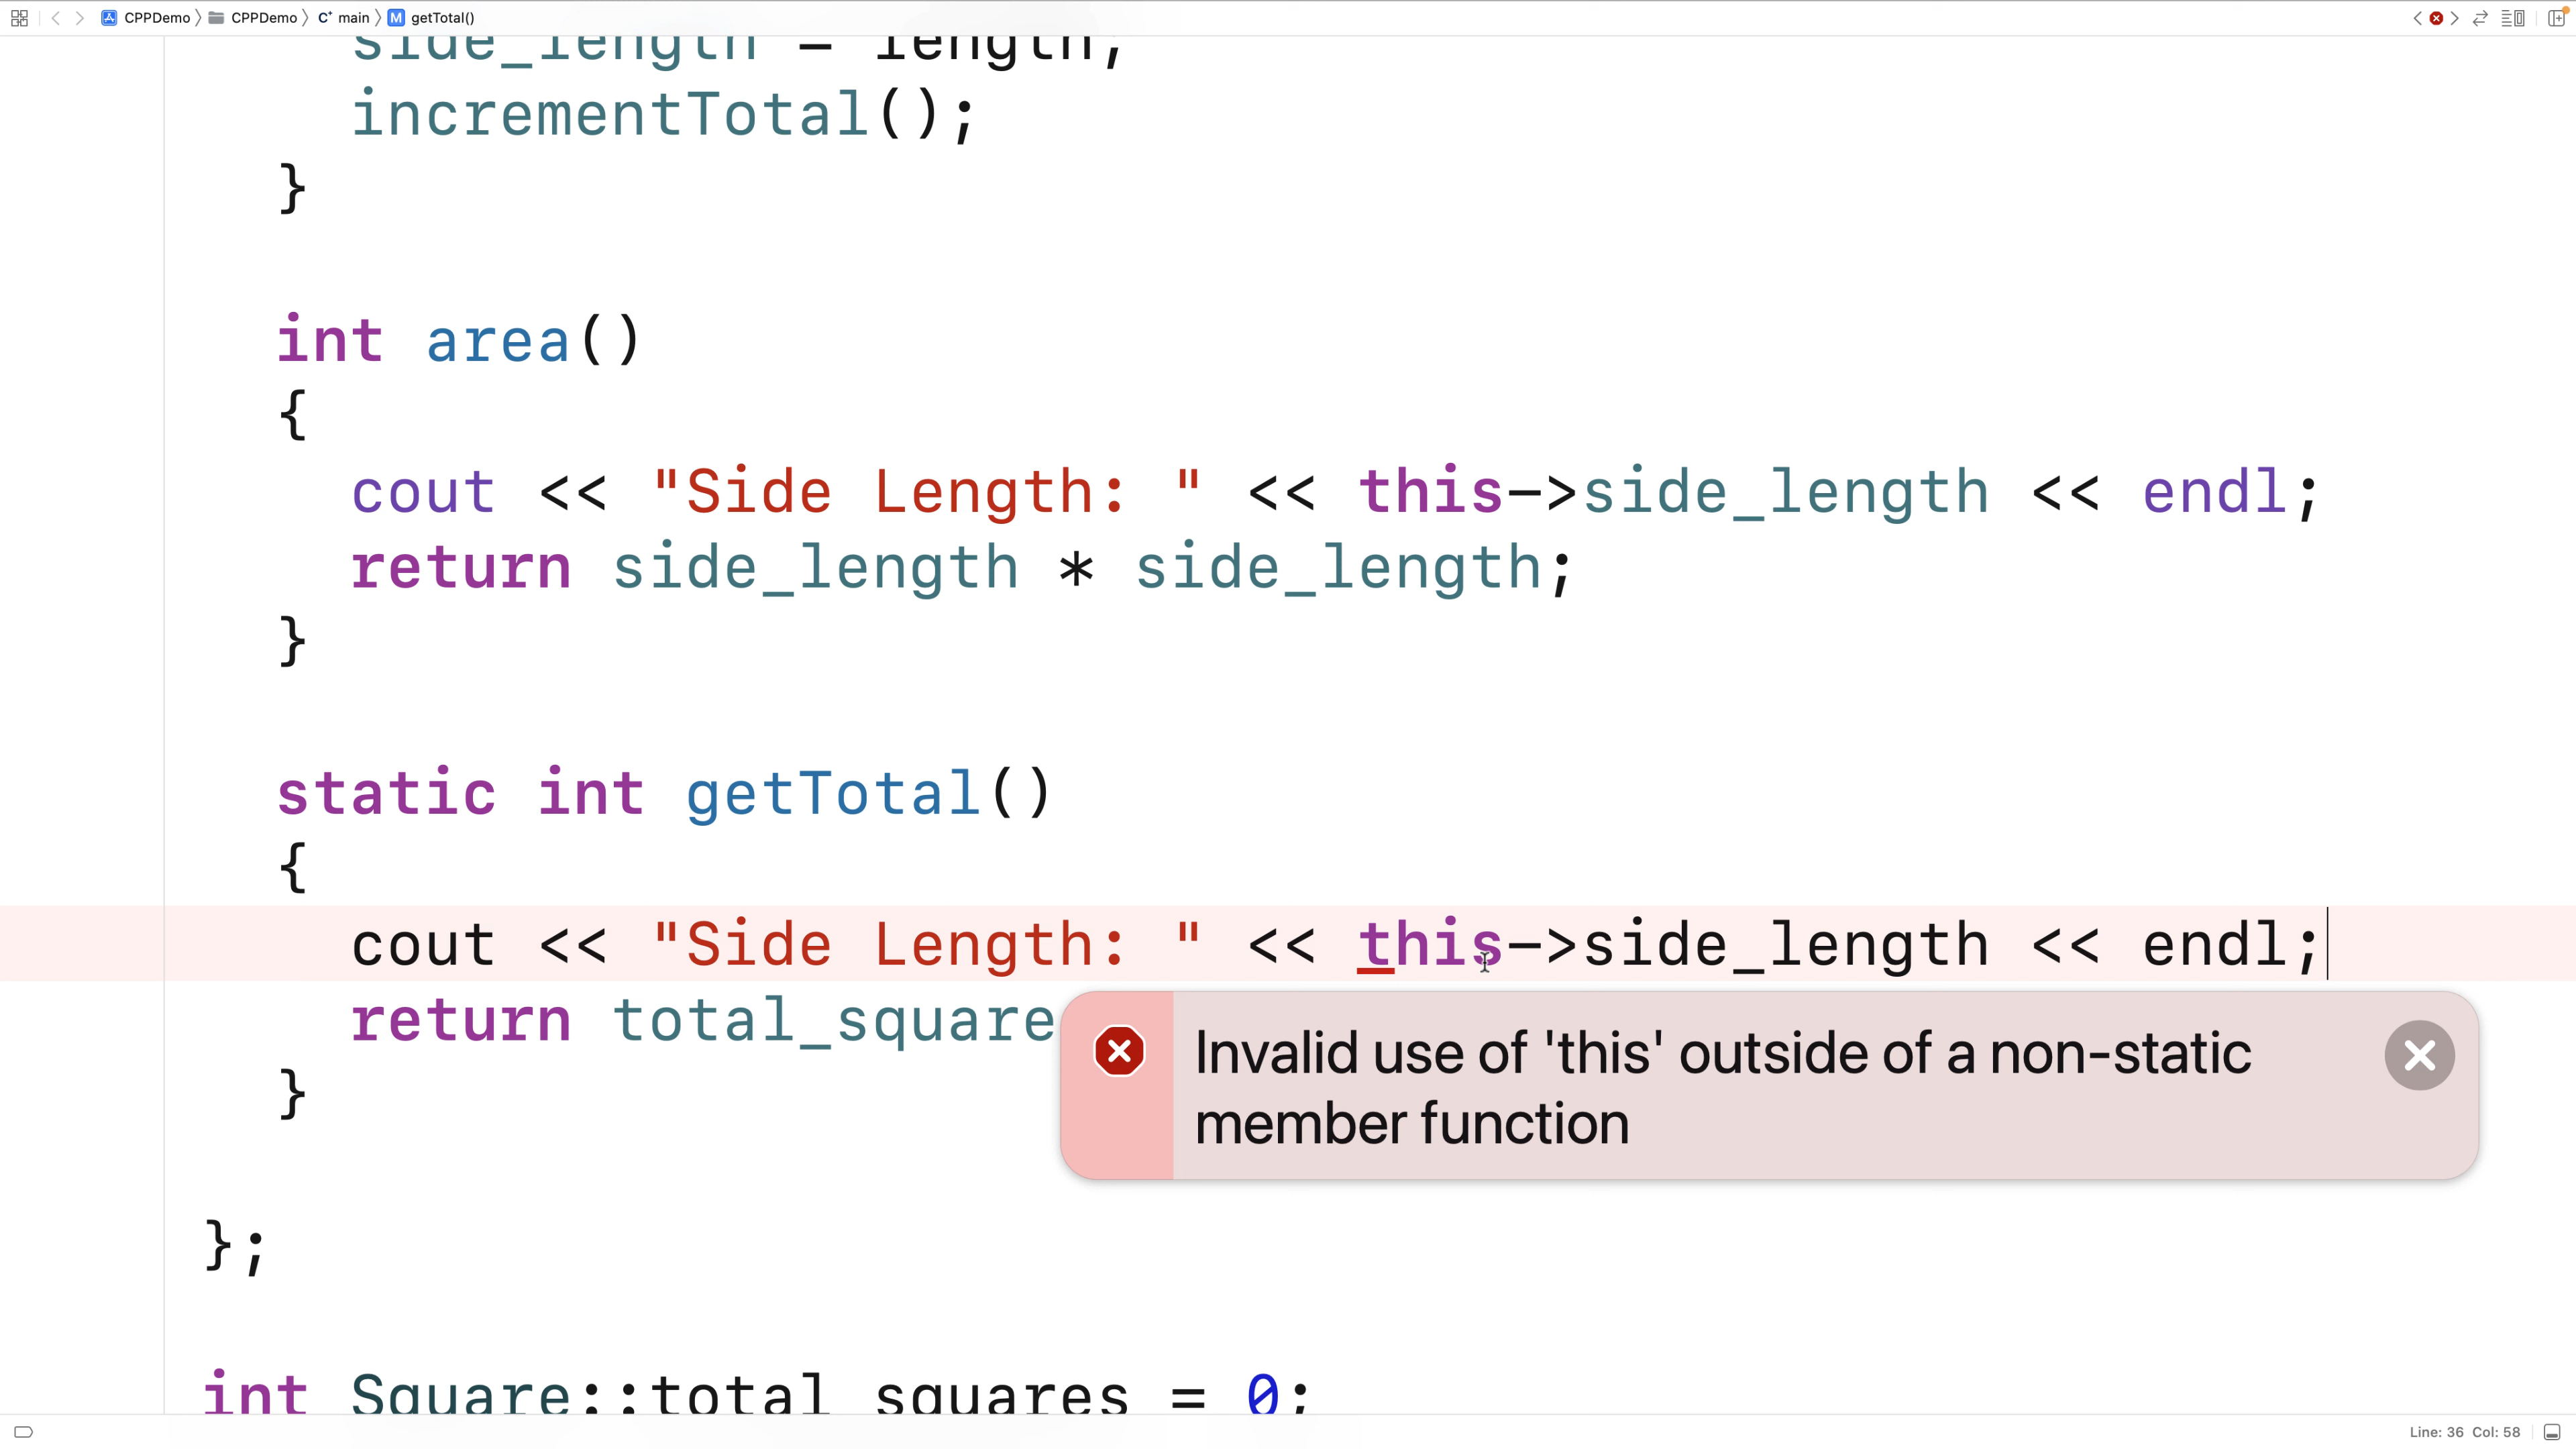 CPPDemo CPPDemo main M getTotal()
side_length = length;
incrementTotal();
}
int area()
{
cout << "Side Length: " << this->side_length << endl;
return side_length * side_length;
}
static int getTotal()
{
cout << "Side Length: " << this->side_length << endl;
return total_square
Invalid use of 'this' outside of a non-static
member function
}
};
int Square::total_squares = 0;
Line: 36 Col: 58